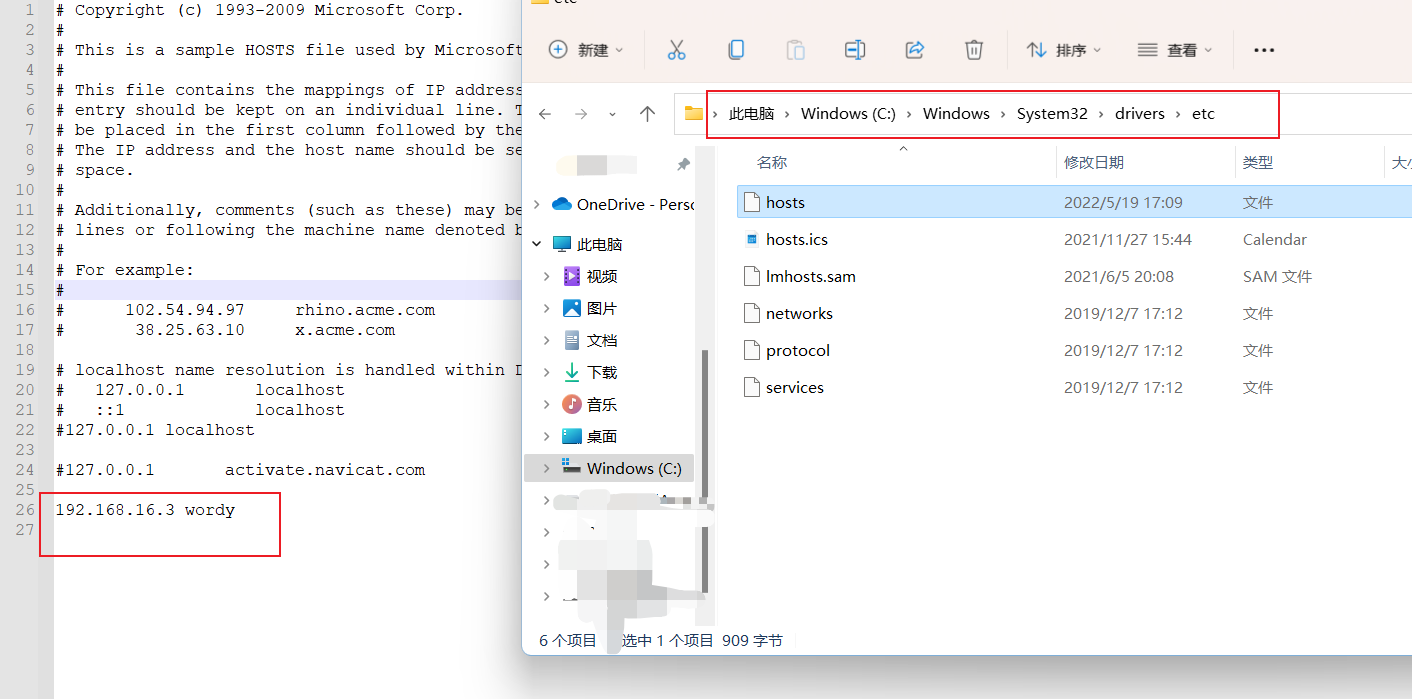 1 # Copyright (c) 1993-2009 Microsoft Corp.
2 #
3 # This is a sample HOSTS file used by Microsoft
4 #
5 # This file contains the mappings of IP address
6 # entry should be kept on an individual line. T
7 # be placed in the first column followed by the
8 # The IP address and the host name should be se
9 # space.
10 #
11 # Additionally, comments (such as these) may be
12 # lines or following the machine name denoted b
13 #
14 # For example:
15 #
16 # 102.54.94.97 rhino.acme.com
17 # 38.25.63.10 x.acme.com
18
19 # localhost name resolution is handled within D
20 # 127.0.0.1 localhost
21 # ::1 localhost
22 #127.0.0.1 localhost
23
24 #127.0.0.1 activate.navicat.com
25
26 192.168.16.3 wordy
27
etc
新建 排序 查看
此电脑 › Windows (C:) › Windows › System32 › drivers › etc
OneDrive - Perso
此电脑
视频
图片
文档
下载
音乐
桌面
Windows (C:)
名称 修改日期 类型 大小
hosts 2022/5/19 17:09 文件
hosts.ics 2021/11/27 15:44 Calendar
lmhosts.sam 2021/6/5 20:08 SAM 文件
networks 2019/12/7 17:12 文件
protocol 2019/12/7 17:12 文件
services 2019/12/7 17:12 文件
6 个项目 选中 1 个项目 909 字节